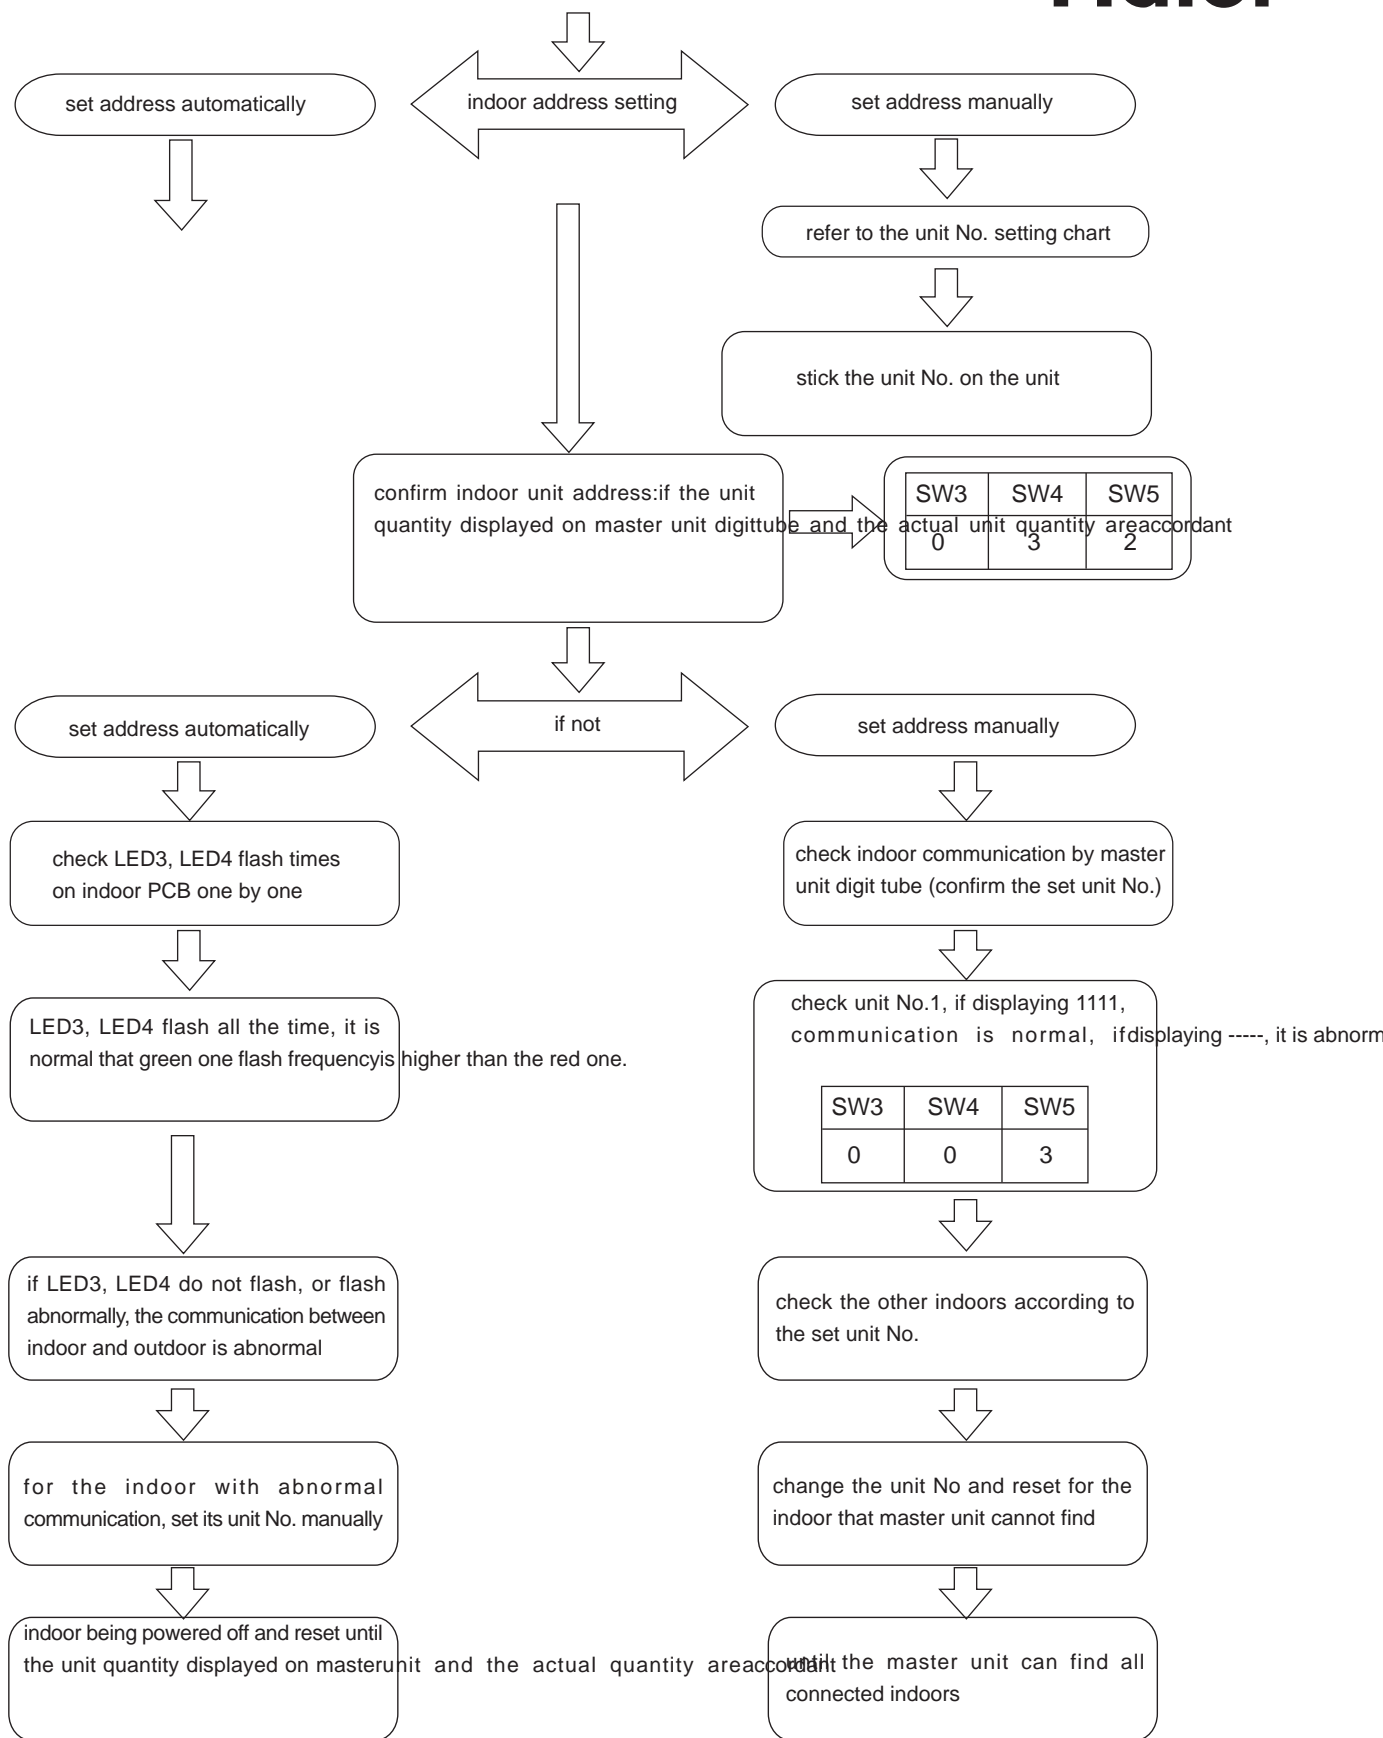 set address automatically
indoor address setting
set address manually
refer to the unit No. setting chart
stick the unit No. on the unit
confirm indoor unit address:if the unit
quantity displayed on master unit digittube and the actual unit quantity areaccordant
SW3 SW4 SW5
0 3 2
set address automatically
if not
set address manually
check LED3, LED4 flash times
on indoor PCB one by one
check indoor communication by master
unit digit tube (confirm the set unit No.)
LED3, LED4 flash all the time, it is
normal that green one flash frequencyis higher than the red one.
check unit No.1, if displaying 1111,
communication is normal, ifdisplaying -----, it is abnorm
SW3 SW4 SW5
0 0 3
if LED3, LED4 do not flash, or flash
abnormally, the communication between
indoor and outdoor is abnormal
check the other indoors according to
the set unit No.
for the indoor with abnormal
communication, set its unit No. manually
change the unit No and reset for the
indoor that master unit cannot find
indoor being powered off and reset until
the unit quantity displayed on masterunit and the actual quantity areaccordant
until the master unit can find all
connected indoors